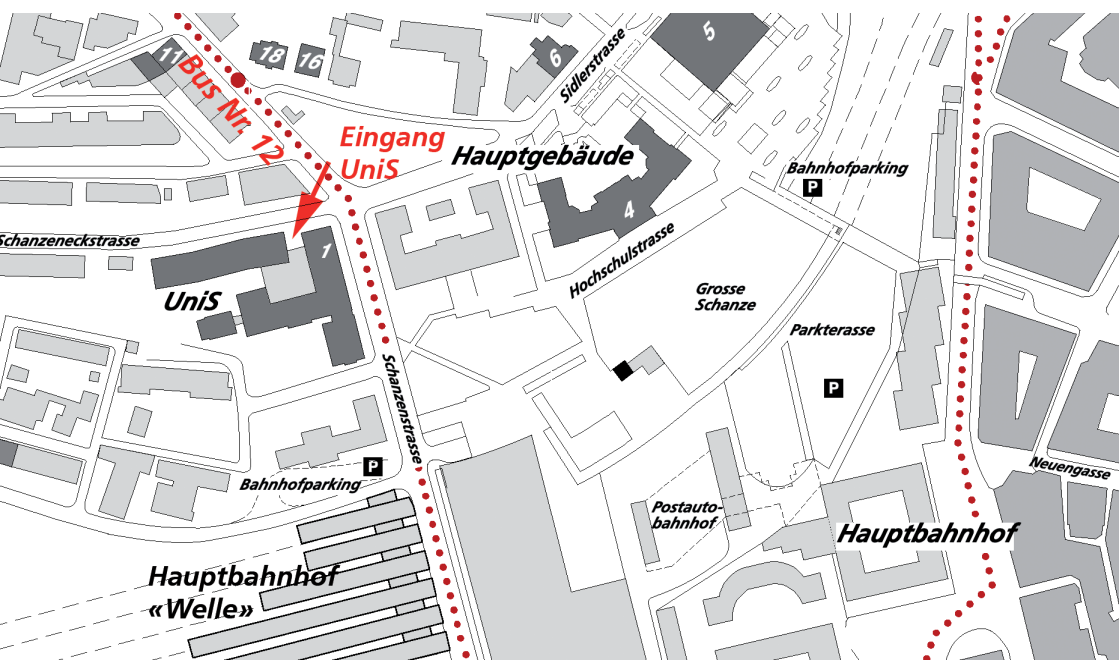 5
6
Sidlerstrasse
11
18
16
Bus Nr. 12
Eingang
UniS
Hauptgebäude
4
Bahnhofparking
P
Hochschulstrasse
Schanzeneckstrasse
1
UniS
Grosse
Schanze
Parkterasse
P
Schanzenstrasse
P
Bahnhofparking
Neuengasse
Postauto-
bahnhof
Hauptbahnhof
Hauptbahnhof
«Welle»